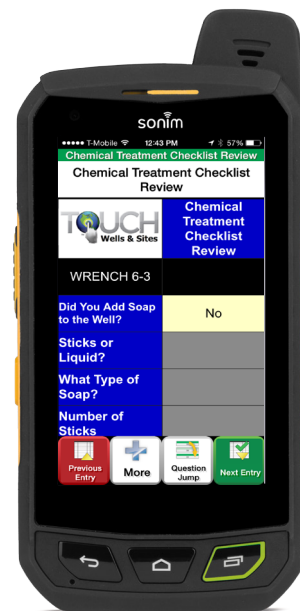 sonim
T-Mobile 12:43 PM 57%
Chemical Treatment Checklist Review
Chemical Treatment Checklist
Review
TOUCH
Wells & Sites
Chemical
Treatment
Checklist
Review
WRENCH 6-3
Did You Add Soap
to the Well?
No
Sticks or
Liquid?
What Type of
Soap?
Number of
Sticks
Previous
Entry
More
Question
Jump
Next Entry